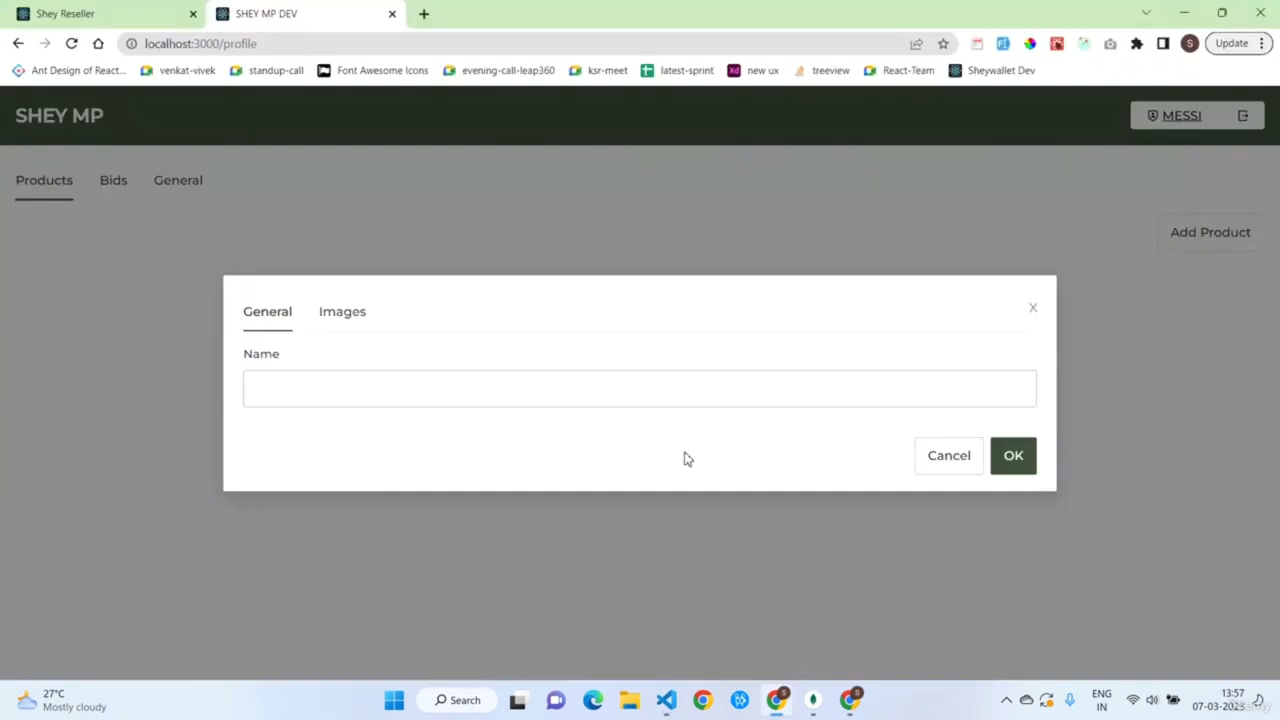 Shey Reseller
SHEY MP DEV
localhost:3000/profile
S
Update
Ant Design of React...
venkat-vivek
standup-call
Font Awesome Icons
evening-call-leap360
ksr-meet
latest-sprint
Xd new ux
treeview
React-Team
Sheywallet Dev
SHEY MP
MESSI
Products
Bids
General
Add Product
General
Images
X
Name
Cancel
OK
27°C
Mostly cloudy
Search
ENG
IN
13:57
07-03-2023